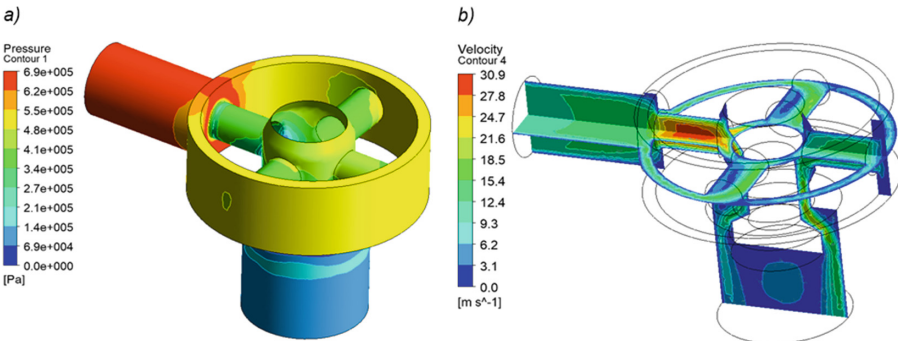 a)
Pressure
Contour 1
6.9e+005
6.2e+005
5.5e+005
4.8e+005
4.1e+005
3.4e+005
2.7e+005
2.1e+005
1.4e+005
6.9e+004
0.0e+000
[Pa]
b)
Velocity
Contour 4
30.9
27.8
24.7
21.6
18.5
15.4
12.4
9.3
6.2
3.1
0.0
[m s^-1]